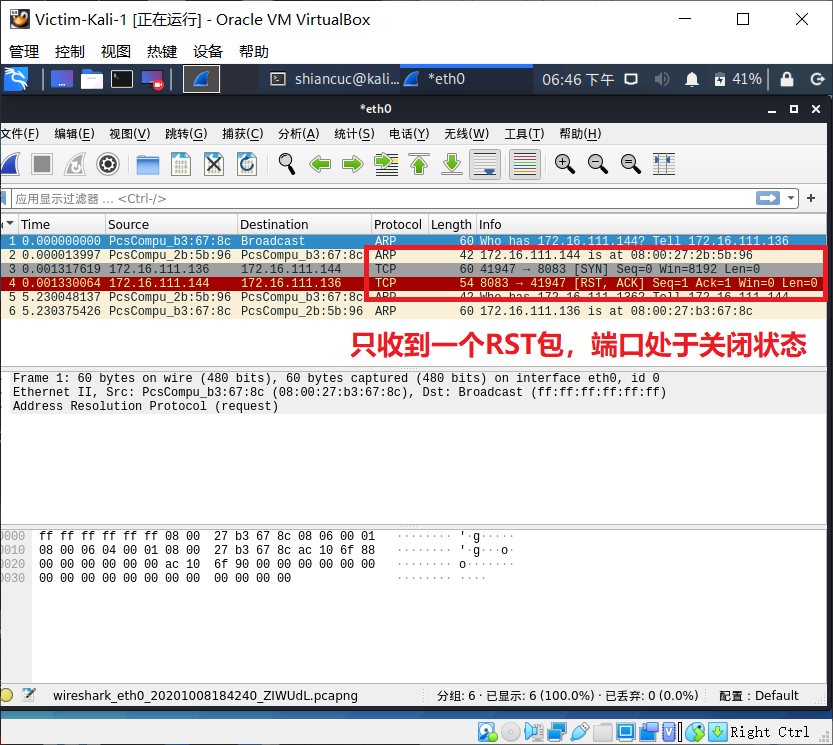 Victim-Kali-1 [正在运行] - Oracle VM VirtualBox
管理 控制 视图 热键 设备 帮助
shiancuc@kali... *eth0 06:46 下午 41%
*eth0
文件(F) 编辑(E) 视图(V) 跳转(G) 捕获(C) 分析(A) 统计(S) 电话(Y) 无线(W) 工具(T) 帮助(H)
应用显示过滤器 … <Ctrl-/> +
Time Source Destination Protocol Length Info
1 0.000000000 PcsCompu_b3:67:8c Broadcast ARP 60 Who has 172.16.111.144? Tell 172.16.111.136
2 0.000013997 PcsCompu_2b:5b:96 PcsCompu_b3:67:8c ARP 42 172.16.111.144 is at 08:00:27:2b:5b:96
3 0.001317619 172.16.111.136 172.16.111.144 TCP 60 41947 → 8083 [SYN] Seq=0 Win=8192 Len=0
4 0.001330064 172.16.111.144 172.16.111.136 TCP 54 8083 → 41947 [RST, ACK] Seq=1 Ack=1 Win=0 Len=0
5 5.230048137 PcsCompu_2b:5b:96 PcsCompu_b3:67:8c ARP 42 Who has 172.16.111.136? Tell 172.16.111.144
6 5.230375426 PcsCompu_b3:67:8c PcsCompu_2b:5b:96 ARP 60 172.16.111.136 is at 08:00:27:b3:67:8c
只收到一个RST包，端口处于关闭状态
Frame 1: 60 bytes on wire (480 bits), 60 bytes captured (480 bits) on interface eth0, id 0
Ethernet II, Src: PcsCompu_b3:67:8c (08:00:27:b3:67:8c), Dst: Broadcast (ff:ff:ff:ff:ff:ff)
Address Resolution Protocol (request)
0000 ff ff ff ff ff ff 08 00 27 b3 67 8c 08 06 00 01 ········ '·g·····
0010 08 00 06 04 00 01 08 00 27 b3 67 8c ac 10 6f 88 ········ '·g···o·
0020 00 00 00 00 00 00 ac 10 6f 90 00 00 00 00 00 00 ········ o·······
0030 00 00 00 00 00 00 00 00 00 00 00 00 ········ ····
wireshark_eth0_20201008184240_ZIWUdL.pcapng 分组: 6 · 已显示: 6 (100.0%) · 已丢弃: 0 (0.0%) 配置：Default
Right Ctrl